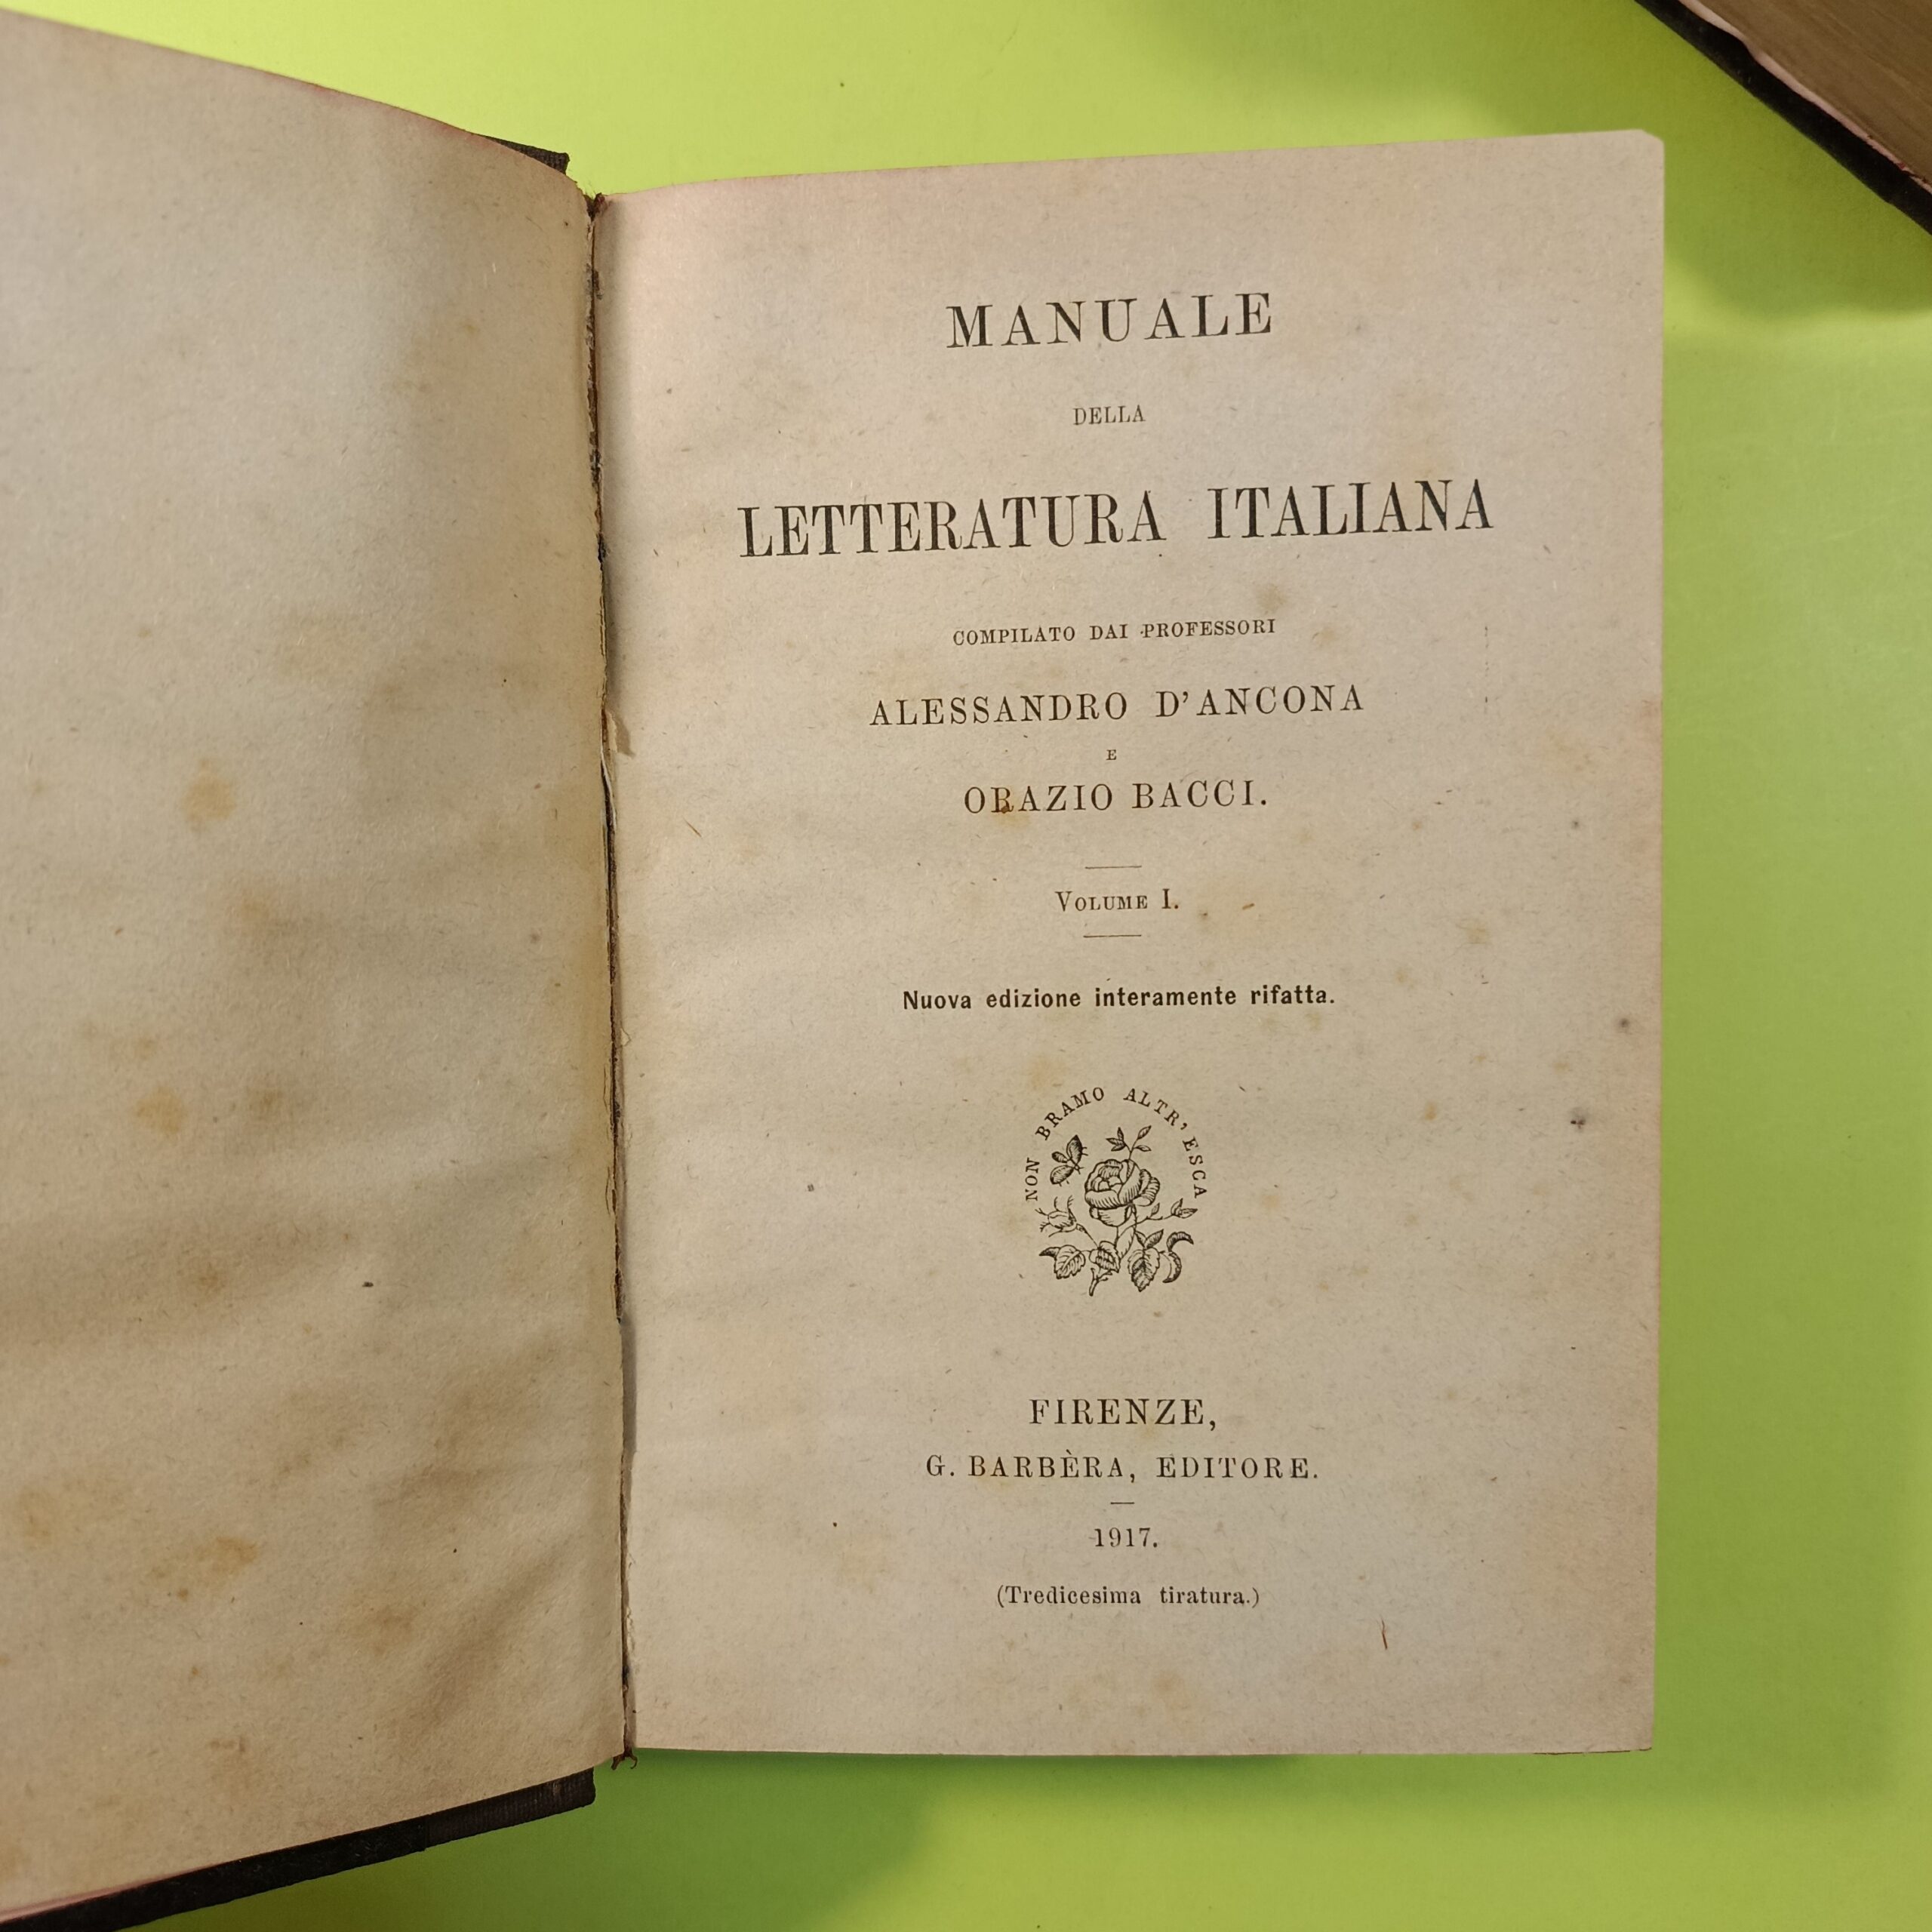 MANUALE
DELLA
LETTERATURA ITALIANA
COMPILATO DAI PROFESSORI
ALESSANDRO D'ANCONA
E
ORAZIO BACCI.
VOLUME I.
Nuova edizione interamente rifatta.
NON BRAMO ALTR' ESCA
FIRENZE,
G. BARBÈRA, EDITORE.
1917.
(Tredicesima tiratura.)